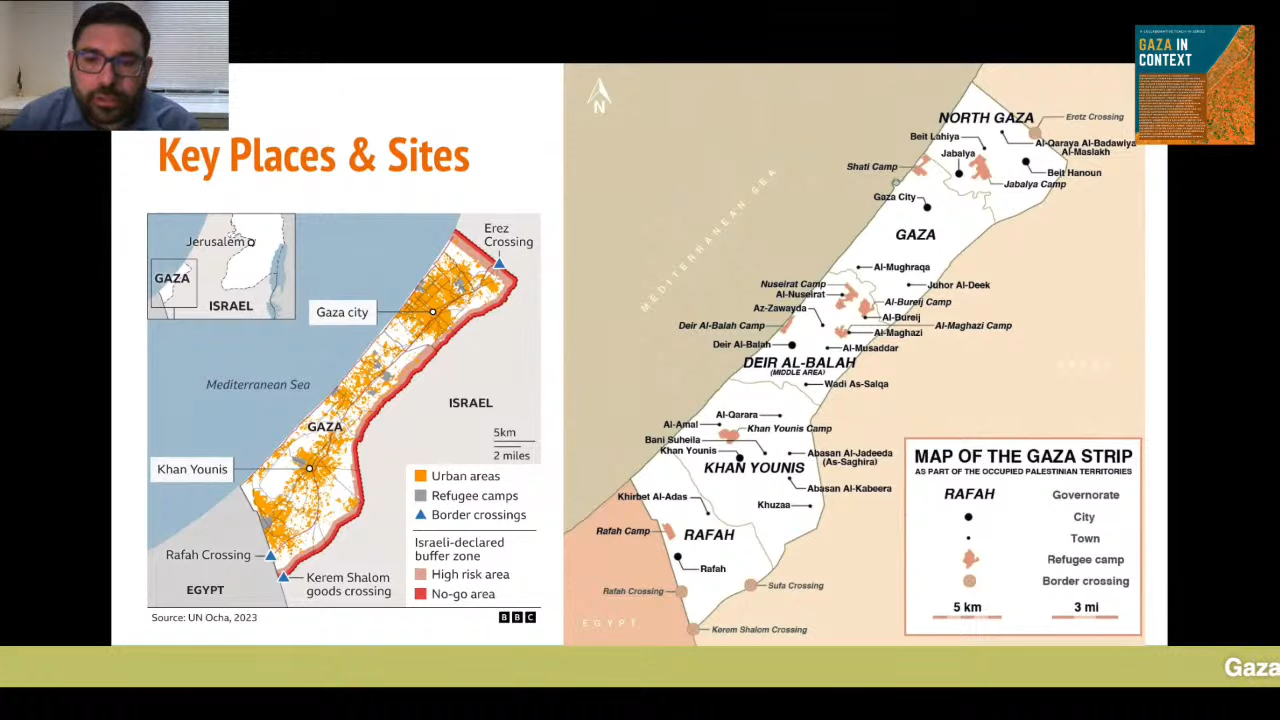 A COLLABORATIVE TEACH-IN SERIES
GAZA IN
CONTEXT
Key Places & Sites
Jerusalem
GAZA
ISRAEL
Erez
Crossing
Gaza city
Mediterranean Sea
ISRAEL
GAZA
5km
2 miles
Khan Younis
Urban areas
Refugee camps
Border crossings
Israeli-declared
buffer zone
High risk area
No-go area
Rafah Crossing
Kerem Shalom
goods crossing
EGYPT
Source: UN Ocha, 2023
BBC
N
MEDITERRANEAN SEA
NORTH GAZA
Eretz Crossing
Beit Lahiya
Al-Qaraya Al-Badawiya
Al-Maslakh
Jabalya
Shati Camp
Beit Hanoun
Jabalya Camp
Gaza City
GAZA
Al-Mughraqa
Nuseirat Camp
Juhor Al-Deek
Al-Nuseirat
Al-Bureij Camp
Az-Zawayda
Al-Bureij
Deir Al-Balah Camp
Al-Maghazi Camp
Al-Maghazi
Deir Al-Balah
Al-Musaddar
DEIR AL-BALAH
(MIDDLE AREA)
Wadi As-Salqa
Al-Qarara
Al-Amal
Khan Younis Camp
Bani Suheila
Khan Younis
Abasan Al-Jadeeda
(As-Saghira)
KHAN YOUNIS
Abasan Al-Kabeera
Khirbet Al-Adas
Khuzaa
Rafah Camp
RAFAH
Rafah
Rafah Crossing
Sufa Crossing
EGYPT
Kerem Shalom Crossing
MAP OF THE GAZA STRIP
AS PART OF THE OCCUPIED PALESTINIAN TERRITORIES
RAFAH Governorate
City
Town
Refugee camp
Border crossing
5 km 3 mi
Gaza